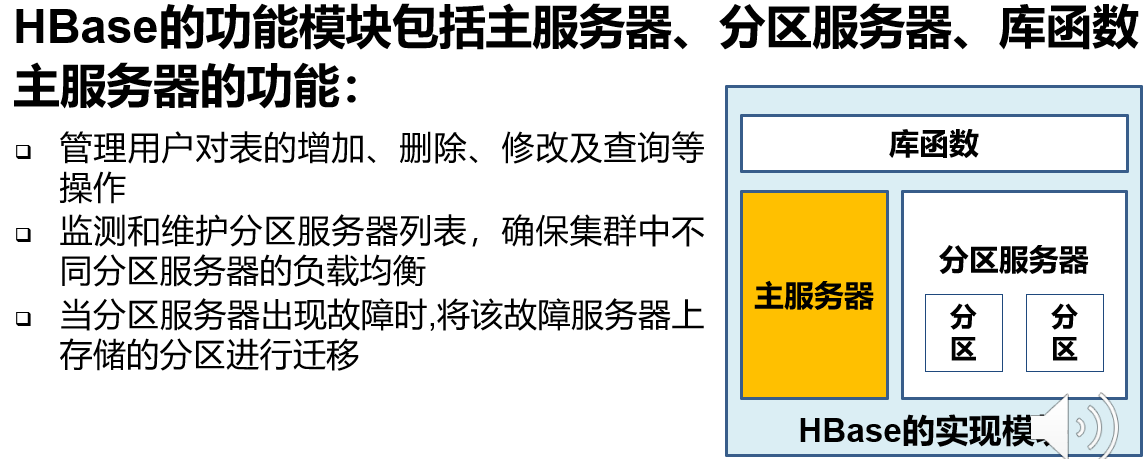 HBase的功能模块包括主服务器、分区服务器、库函数
主服务器的功能：
管理用户对表的增加、删除、修改及查询等
操作
监测和维护分区服务器列表，确保集群中不
同分区服务器的负载均衡
当分区服务器出现故障时,将该故障服务器上
存储的分区进行迁移
库函数
主服务器
分区服务器
分
区
分
区
HBase的实现模